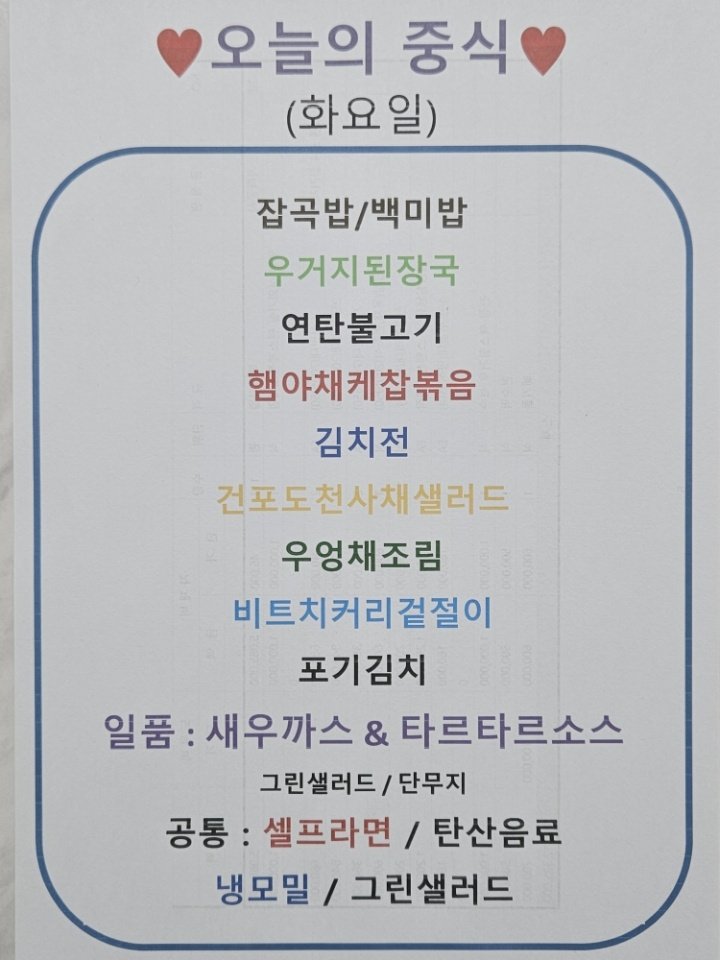 ♥오늘의 중식♥
(화요일)
잡곡밥/백미밥
우거지된장국
연탄불고기
햄야채케찹볶음
김치전
건포도천사채샐러드
우엉채조림
비트치커리겉절이
포기김치
일품 : 새우까스 & 타르타르소스
그린샐러드 / 단무지
공통 : 셀프라면 / 탄산음료
냉모밀 / 그린샐러드